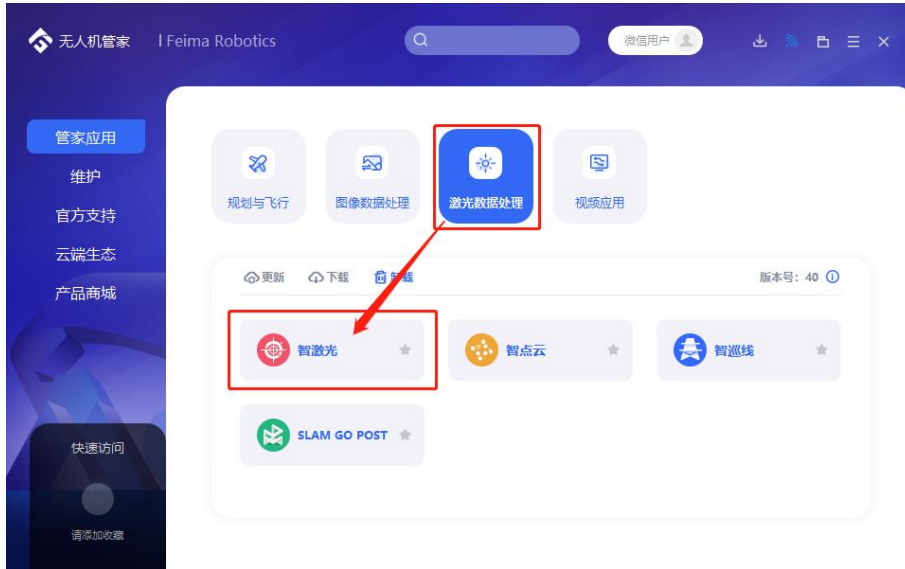 无人机管家 | Feima Robotics 微信用户
管家应用
维护
官方支持
云端生态
产品商城
规划与飞行 图像数据处理 激光数据处理 视频应用
更新 下载 卸载 版本号: 40
智激光 智点云 智巡线
SLAM GO POST
快速访问
请添加收藏